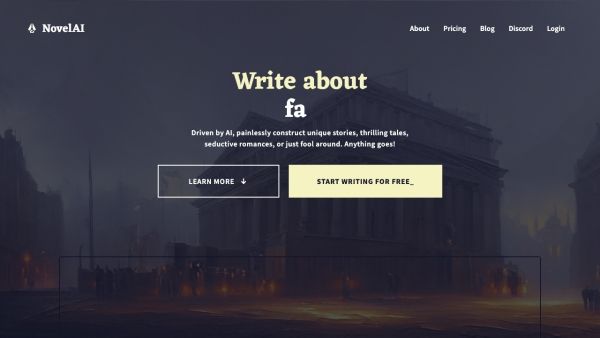 NovelAI
About Pricing Blog Discord Login
Write about
fa
Driven by AI, painlessly construct unique stories, thrilling tales,
seductive romances, or just fool around. Anything goes!
LEARN MORE ↓
START WRITING FOR FREE_